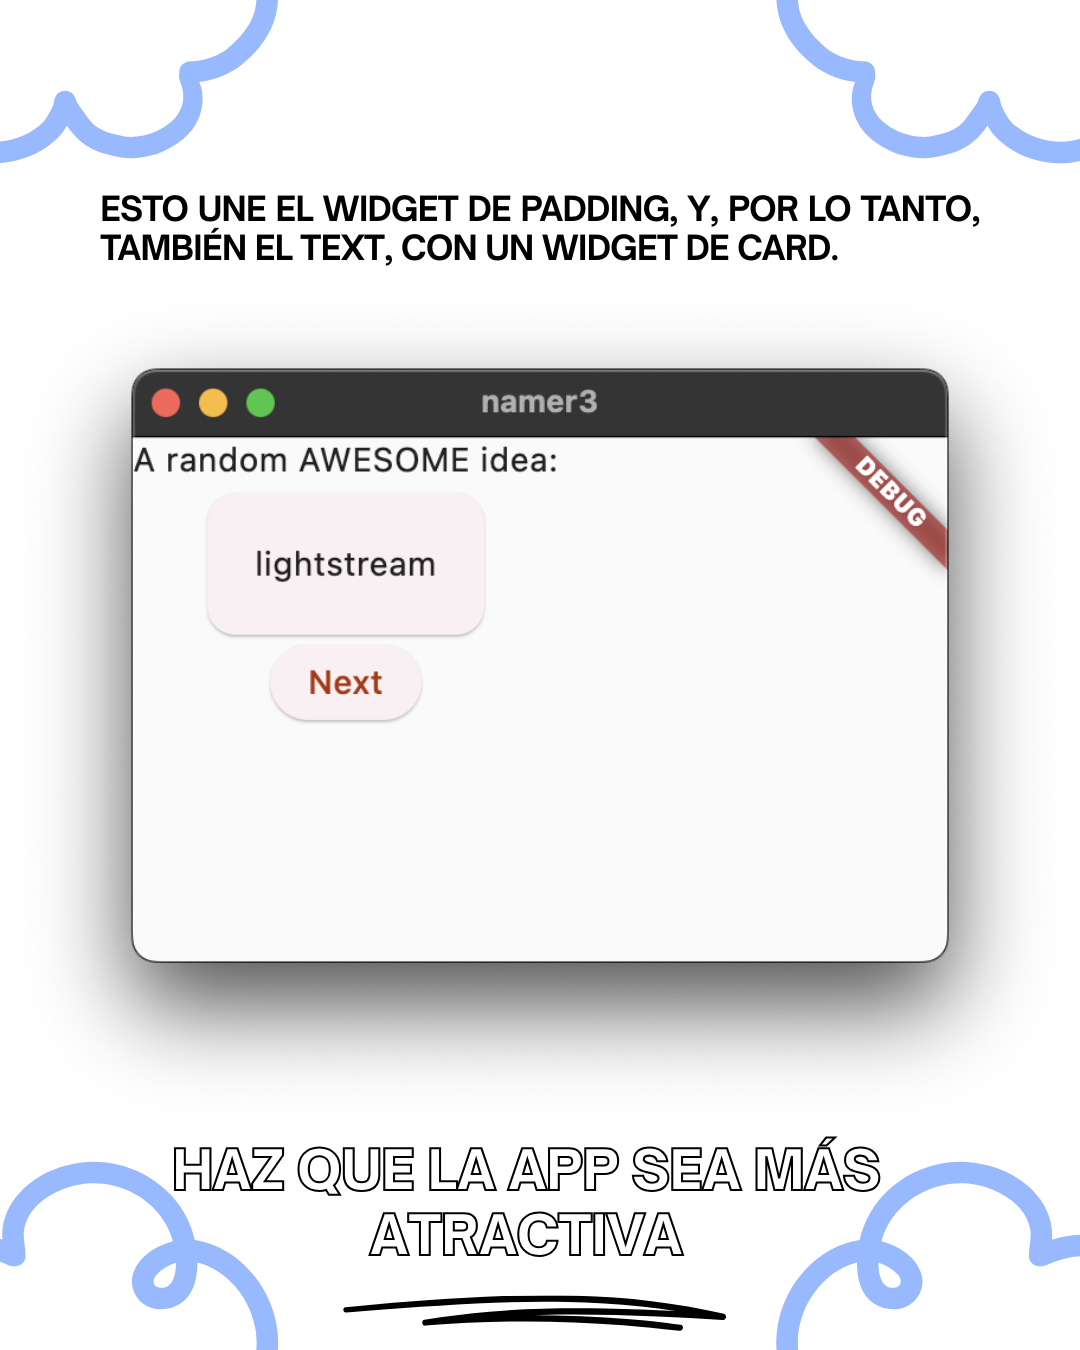 ESTO UNE EL WIDGET DE PADDING, Y, POR LO TANTO,
TAMBIÉN EL TEXT, CON UN WIDGET DE CARD.
namer3
A random AWESOME idea:
DEBUG
lightstream
Next
HAZ QUE LA APP SEA MÁS
ATRACTIVA